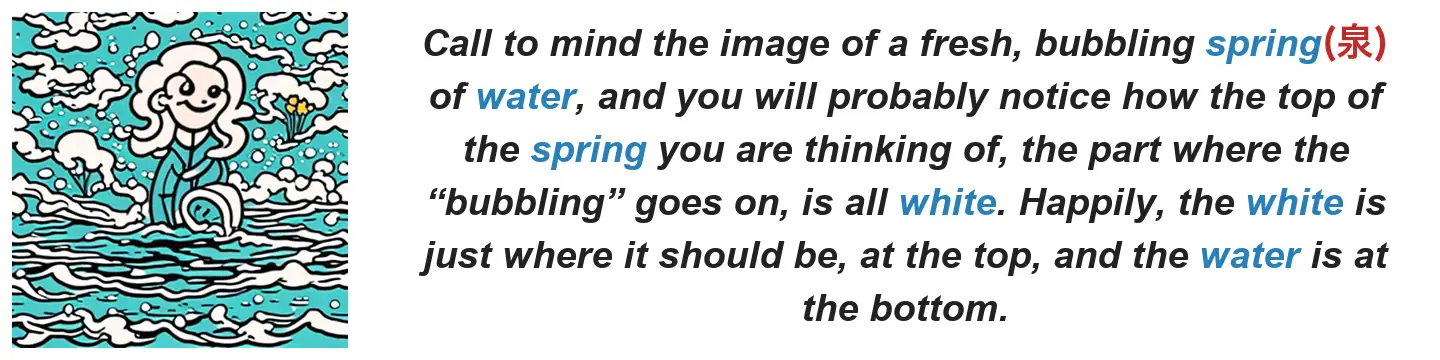 Call to mind the image of a fresh, bubbling spring(泉)
of water, and you will probably notice how the top of
the spring you are thinking of, the part where the
“bubbling” goes on, is all white. Happily, the white is
just where it should be, at the top, and the water is at
the bottom.